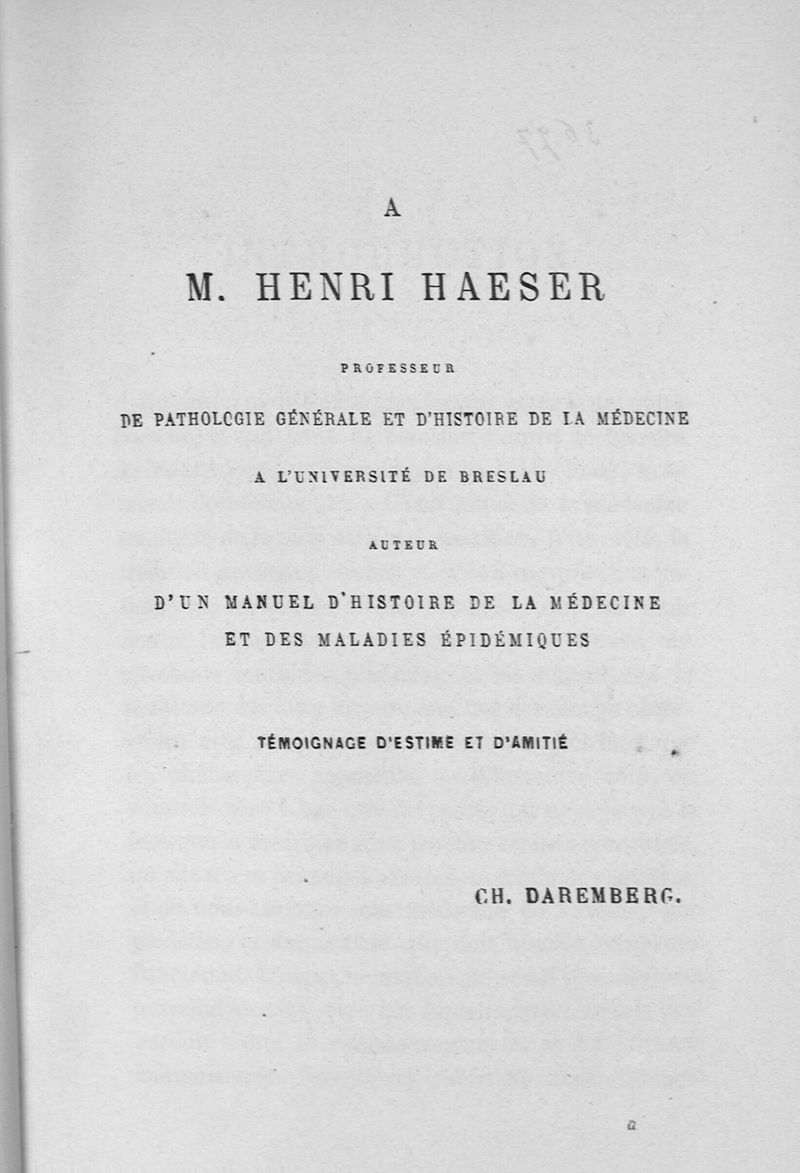 A
M. HENRI HAESER
PROFESSEUR
DE PATHOLOGIE GÉNÉRALE ET D'HISTOIRE DE LA MÉDECINE
A L'UNIVERSITÉ DE BRESLAU
AUTEUR
D'UN MANUEL D'HISTOIRE DE LA MÉDECINE
ET DES MALADIES ÉPIDÉMIQUES
TÉMOIGNAGE D'ESTIME ET D'AMITIÉ
CH. DAREMBERG.
a